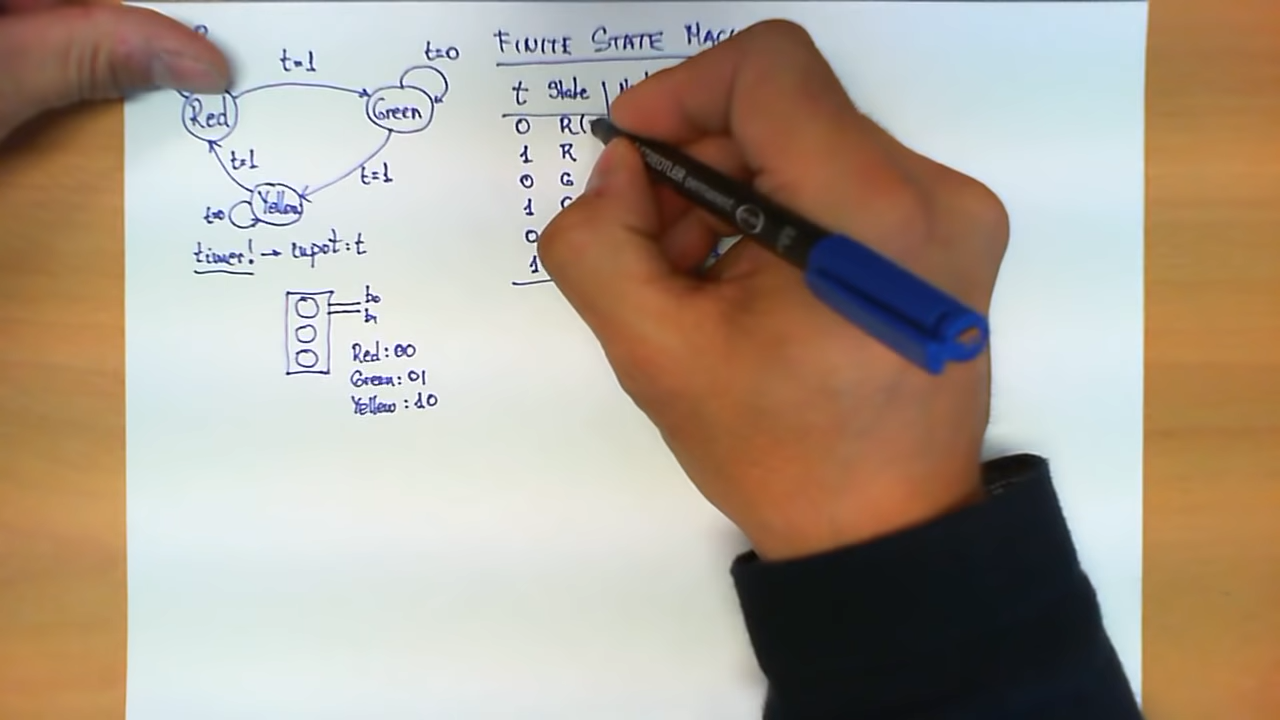 FINITE STATE
t=1
t=0
Red
Green
t=1
t=1
t=0
Yellow
timer! → input: t
b0
b1
Red: 00
Green: 01
Yellow: 10
t State
0 R(
1 R
0 G
1
0
1
STAEDTLER permanent